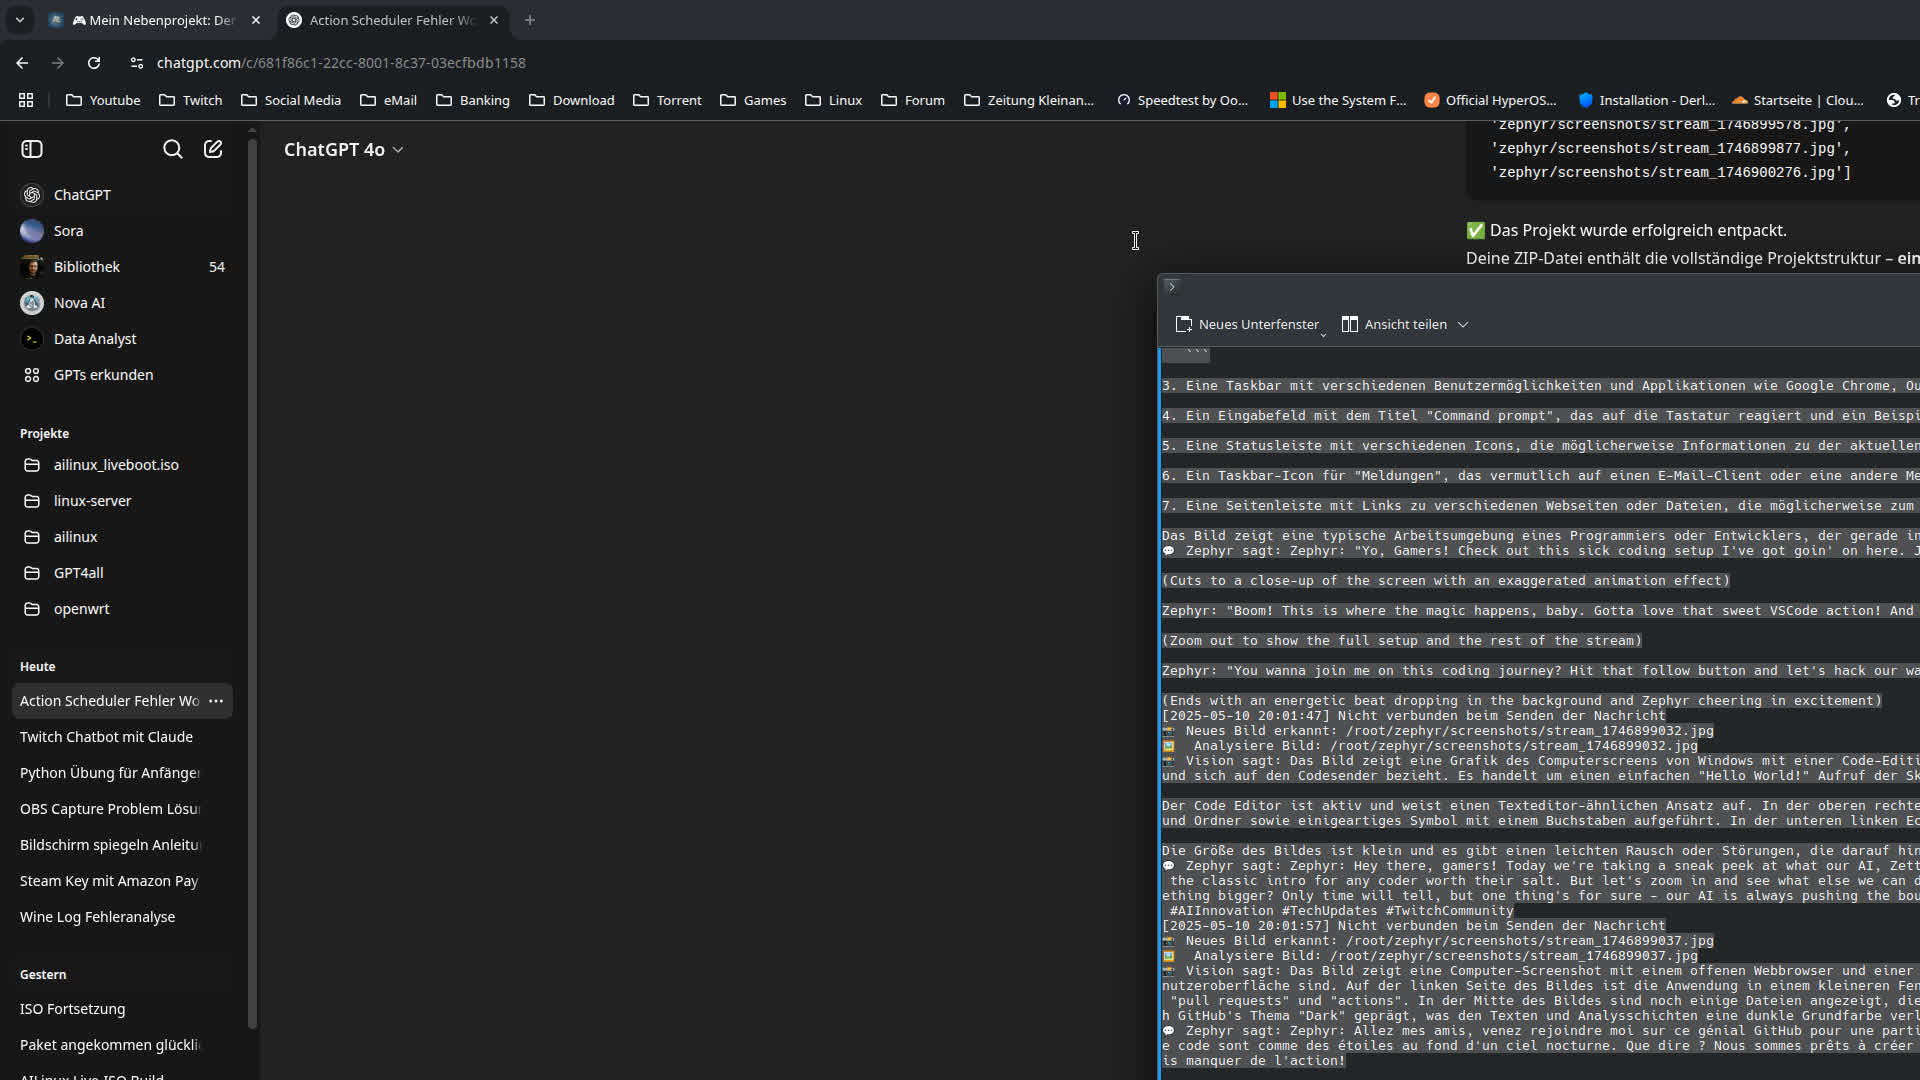 🎮 Mein Nebenprojekt: Der
Action Scheduler Fehler Wo
chatgpt.com/c/681f86c1-22cc-8001-8c37-03ecfbdb1158
Youtube
Twitch
Social Media
eMail
Banking
Download
Torrent
Games
Linux
Forum
Zeitung Kleinan...
Speedtest by Oo...
Use the System F...
Official HyperOS...
Installation - Derl...
Startseite | Clou...
Tr
ChatGPT
Sora
Bibliothek 54
Nova AI
Data Analyst
GPTs erkunden
Projekte
ailinux_liveboot.iso
linux-server
ailinux
GPT4all
openwrt
Heute
Action Scheduler Fehler Wo
Twitch Chatbot mit Claude
Python Übung für Anfänger
OBS Capture Problem Lösu
Bildschirm spiegeln Anleitu
Steam Key mit Amazon Pay
Wine Log Fehleranalyse
Gestern
ISO Fortsetzung
Paket angekommen glückli
AILinux Live ISO Build
ChatGPT 4o
'zephyr/screenshots/stream_1746899578.jpg',
'zephyr/screenshots/stream_1746899877.jpg',
'zephyr/screenshots/stream_1746900276.jpg']
✅ Das Projekt wurde erfolgreich entpackt.
Deine ZIP-Datei enthält die vollständige Projektstruktur – ein
Neues Unterfenster
Ansicht teilen
```
3. Eine Taskbar mit verschiedenen Benutzermöglichkeiten und Applikationen wie Google Chrome, Ou
4. Ein Eingabefeld mit dem Titel "Command prompt", das auf die Tastatur reagiert und ein Beispi
5. Eine Statusleiste mit verschiedenen Icons, die möglicherweise Informationen zu der aktuellen
6. Ein Taskbar-Icon für "Meldungen", das vermutlich auf einen E-Mail-Client oder eine andere Me
7. Eine Seitenleiste mit Links zu verschiedenen Webseiten oder Dateien, die möglicherweise zum
Das Bild zeigt eine typische Arbeitsumgebung eines Programmiers oder Entwicklers, der gerade in
💬 Zephyr sagt: Zephyr: "Yo, Gamers! Check out this sick coding setup I've got goin' on here. J
(Cuts to a close-up of the screen with an exaggerated animation effect)
Zephyr: "Boom! This is where the magic happens, baby. Gotta love that sweet VSCode action! And
(Zoom out to show the full setup and the rest of the stream)
Zephyr: "You wanna join me on this coding journey? Hit that follow button and let's hack our wa
(Ends with an energetic beat dropping in the background and Zephyr cheering in excitement)
[2025-05-10 20:01:47] Nicht verbunden beim Senden der Nachricht
📸 Neues Bild erkannt: /root/zephyr/screenshots/stream_1746899032.jpg
🖼️ Analysiere Bild: /root/zephyr/screenshots/stream_1746899032.jpg
📸 Vision sagt: Das Bild zeigt eine Grafik des Computerscreens von Windows mit einer Code-Editi
und sich auf den Codesender bezieht. Es handelt um einen einfachen "Hello World!" Aufruf der Sk
Der Code Editor ist aktiv und weist einen Texteditor-ähnlichen Ansatz auf. In der oberen rechte
und Ordner sowie einigeartiges Symbol mit einem Buchstaben aufgeführt. In der unteren linken Ec
Die Größe des Bildes ist klein und es gibt einen leichten Rausch oder Störungen, die darauf hin
💬 Zephyr sagt: Zephyr: Hey there, gamers! Today we're taking a sneak peek at what our AI, Zett
the classic intro for any coder worth their salt. But let's zoom in and see what else we can d
ething bigger? Only time will tell, but one thing's for sure - our AI is always pushing the bou
#AIInnovation #TechUpdates #TwitchCommunity
[2025-05-10 20:01:57] Nicht verbunden beim Senden der Nachricht
📸 Neues Bild erkannt: /root/zephyr/screenshots/stream_1746899037.jpg
🖼️ Analysiere Bild: /root/zephyr/screenshots/stream_1746899037.jpg
📸 Vision sagt: Das Bild zeigt eine Computer-Screenshot mit einem offenen Webbrowser und einer
nutzeroberfläche sind. Auf der linken Seite des Bildes ist die Anwendung in einem kleineren Fen
"pull requests" und "actions". In der Mitte des Bildes sind noch einige Dateien angezeigt, die
h GitHub's Thema "Dark" geprägt, was den Texten und Analysschichten eine dunkle Grundfarbe verl
💬 Zephyr sagt: Zephyr: Allez mes amis, venez rejoindre moi sur ce génial GitHub pour une parti
e code sont comme des étoiles au fond d'un ciel nocturne. Que dire ? Nous sommes prêts à créer
is manquer de l'action!